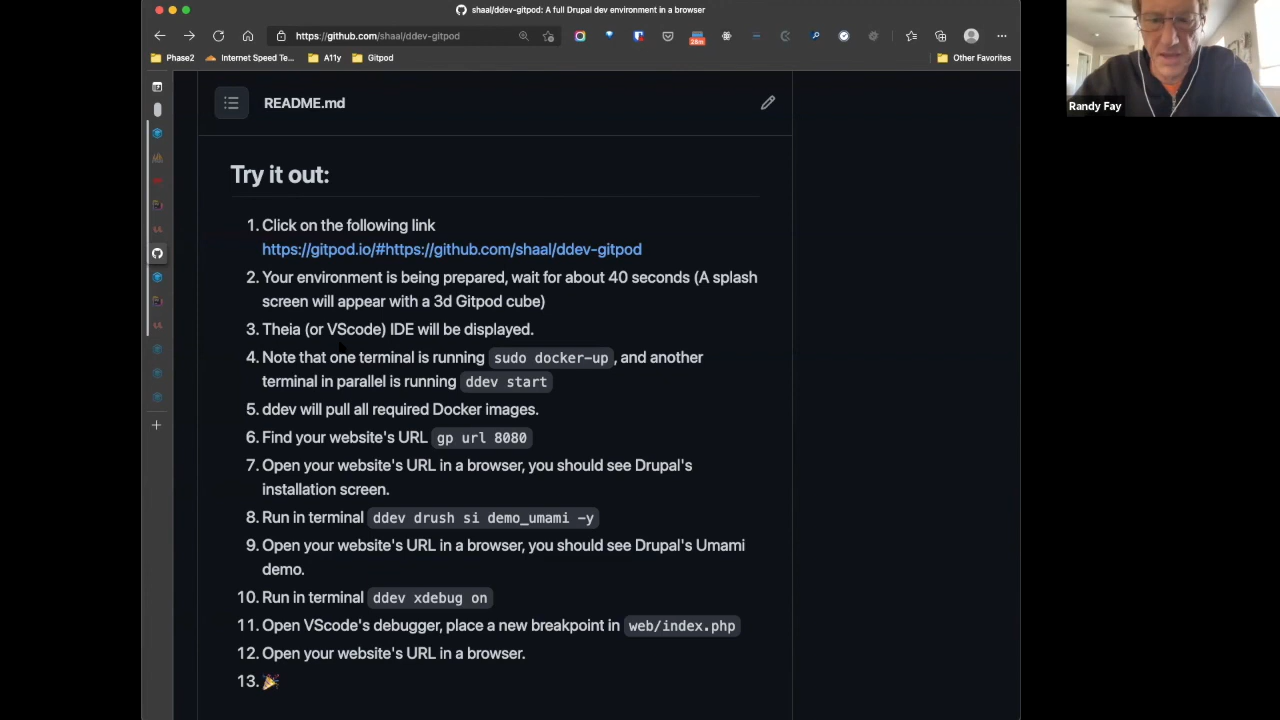 shaal/ddev-gitpod: A full Drupal dev environment in a browser
https://github.com/shaal/ddev-gitpod
28m
Phase2
Internet Speed Te...
A11y
Gitpod
Other Favorites
Randy Fay
README.md
Try it out:
1. Click on the following link
https://gitpod.io/#https://github.com/shaal/ddev-gitpod
2. Your environment is being prepared, wait for about 40 seconds (A splash
screen will appear with a 3d Gitpod cube)
3. Theia (or VScode) IDE will be displayed.
4. Note that one terminal is running sudo docker-up, and another
terminal in parallel is running ddev start
5. ddev will pull all required Docker images.
6. Find your website's URL gp url 8080
7. Open your website's URL in a browser, you should see Drupal's
installation screen.
8. Run in terminal ddev drush si demo_umami -y
9. Open your website's URL in a browser, you should see Drupal's Umami
demo.
10. Run in terminal ddev xdebug on
11. Open VScode's debugger, place a new breakpoint in web/index.php
12. Open your website's URL in a browser.
13. 🎉